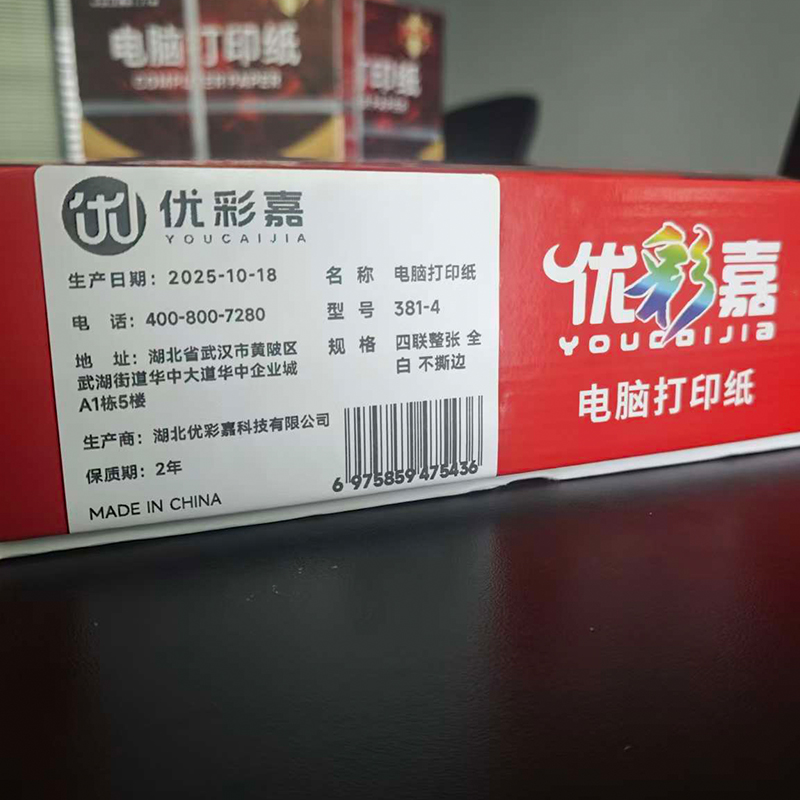 电脑打印纸
COMPUTER PAPER
打印纸
优彩嘉
YOUCAIJIA
生产日期：2025-10-18
电 话：400-800-7280
地 址：湖北省武汉市黄陂区
武湖街道华中大道华中企业城
A1栋5楼
生产商：湖北优彩嘉科技有限公司
保质期：2年
MADE IN CHINA
名 称 电脑打印纸
型 号 381-4
规 格 四联整张 全
白 不撕边
6 975859 475436
优彩嘉
YOUCAIJIA
电脑打印纸